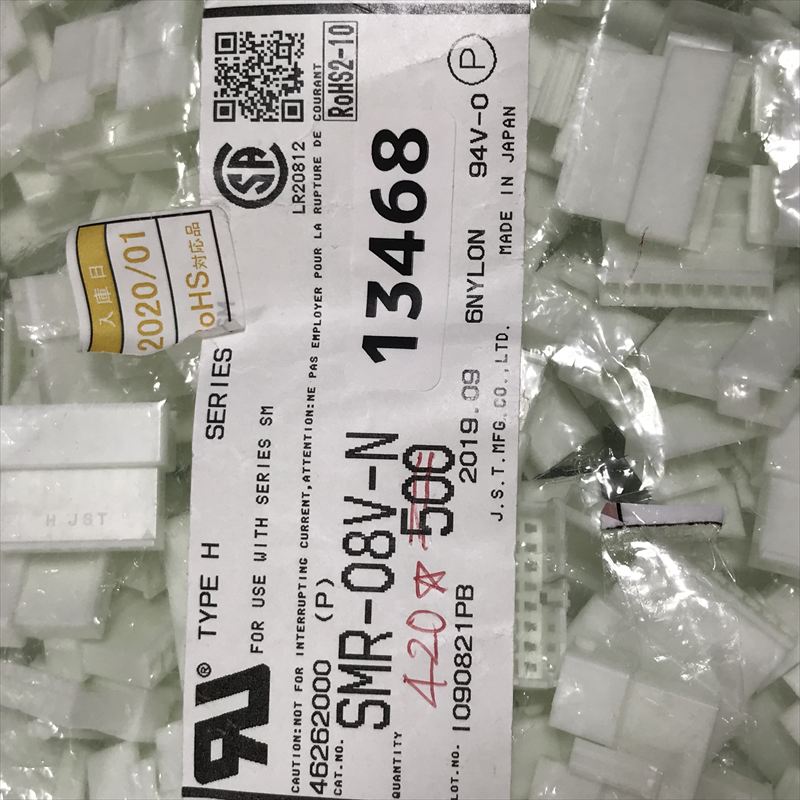 TYPE H
SERIES SM
FOR USE WITH SERIES SM
LR20812
RoHS2-10
CAUTION:NOT FOR INTERRUPTING CURRENT,ATTENTION:NE PAS EMPLOYER POUR LA RUPTURE DE COURANT
46262000 (P)
CAT.NO. SMR-08V-N
13468
QUANTITY 420 500
LOT.NO. I090821PB 2019.09 6NYLON 94V-0 P
J.S.T.MFG.CO.,LTD. MADE IN JAPAN
入庫日
2020/01
oHS対応品
H JST